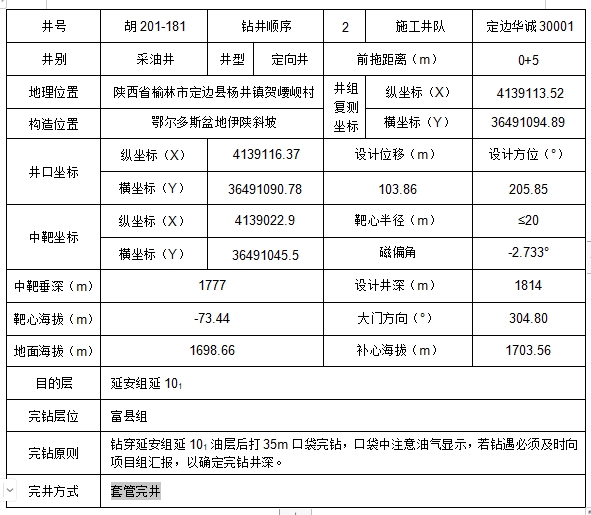 井号 胡 201-181 钻井顺序 2 施工井队 定边华诚 30001
井别 采油井 井型 定向井 前拖距离（m） 0+5
地理位置 陕西省榆林市定边县杨井镇贺崾岘村 井组复测坐标 纵坐标（X） 4139113.52
构造位置 鄂尔多斯盆地伊陕斜坡 横坐标（Y） 36491094.89
井口坐标 纵坐标（X） 4139116.37 设计位移（m） 设计方位（°）
横坐标（Y） 36491090.78 103.86 205.85
中靶坐标 纵坐标（X） 4139022.9 靶心半径（m） ≤20
横坐标（Y） 36491045.5 磁偏角 -2.733°
中靶垂深（m） 1777 设计井深（m） 1814
靶心海拔（m） -73.44 大门方向（°） 304.80
地面海拔（m） 1698.66 补心海拔（m） 1703.56
目的层 延安组延 10₁
完钻层位 富县组
完钻原则 钻穿延安组延 10₁ 油层后打 35m 口袋完钻，口袋中注意油气显示，若钻遇必须及时向
项目组汇报，以确定完钻井深。
完井方式 套管完井